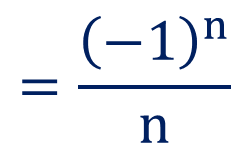 = (−1)ⁿ / n